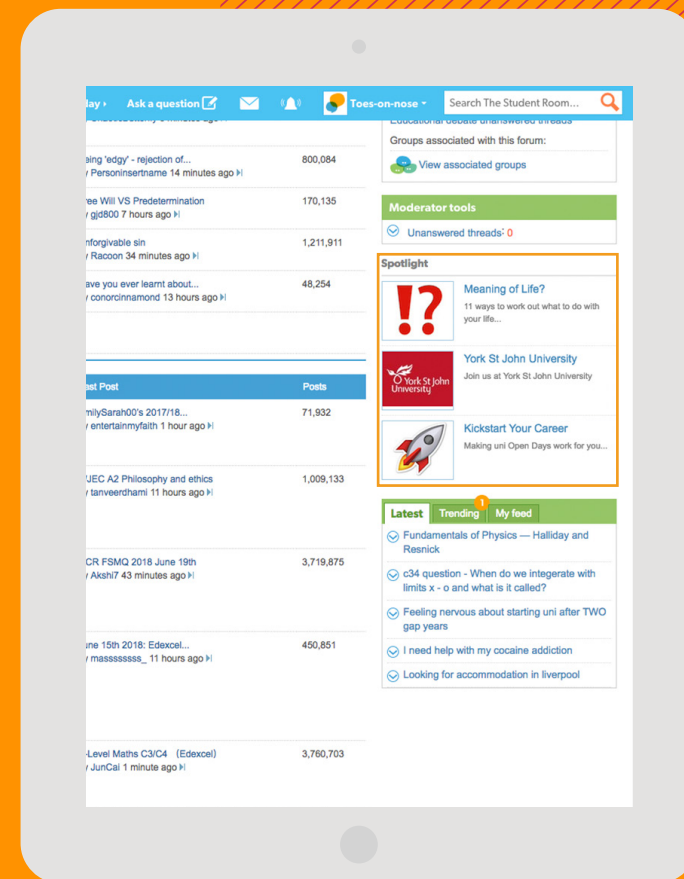 Ask a question
Toes-on-nose
Search The Student Room...
Groups associated with this forum:
View associated groups
eing 'edgy' - rejection of...
Personinsertname 14 minutes ago
800,084
ee Will VS Predetermination
gjd800 7 hours ago
170,135
nforgivable sin
Racoon 34 minutes ago
1,211,911
ave you ever learnt about...
conorcinnamond 13 hours ago
48,254
Moderator tools
Unanswered threads: 0
Spotlight
Meaning of Life?
11 ways to work out what to do with
your life...
York St John
University
York St John University
Join us at York St John University
Kickstart Your Career
Making uni Open Days work for you...
ast Post
Posts
milySarah00's 2017/18...
entertainmyfaith 1 hour ago
71,932
JEC A2 Philosophy and ethics
tanveerdhami 11 hours ago
1,009,133
CR FSMQ 2018 June 19th
Akshi7 43 minutes ago
3,719,875
une 15th 2018: Edexcel...
masssssss_ 11 hours ago
450,851
-Level Maths C3/C4 (Edexcel)
JunCai 1 minute ago
3,760,703
Latest Trending 1 My feed
Fundamentals of Physics — Halliday and
Resnick
c34 question - When do we integerate with
limits x - o and what is it called?
Feeling nervous about starting uni after TWO
gap years
I need help with my cocaine addiction
Looking for accommodation in liverpool